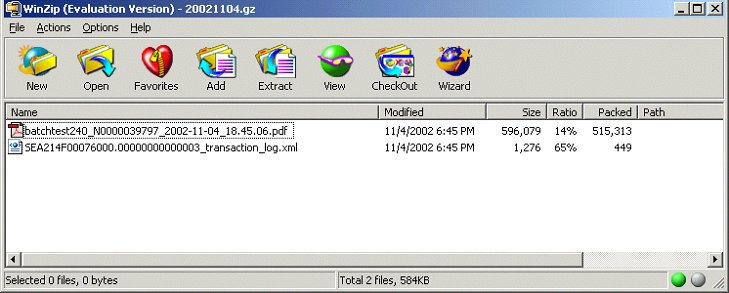 WinZip (Evaluation Version) - 20021104.gz
File Actions Options Help
New Open Favorites Add Extract View CheckOut Wizard
Name Modified Size Ratio Packed Path
batchtest240_N0000039797_2002-11-04_18.45.06.pdf 11/4/2002 6:45 PM 596,079 14% 515,313
SEA214F00076000.00000000000003_transaction_log.xml 11/4/2002 6:45 PM 1,276 65% 449
Selected 0 files, 0 bytes Total 2 files, 584KB